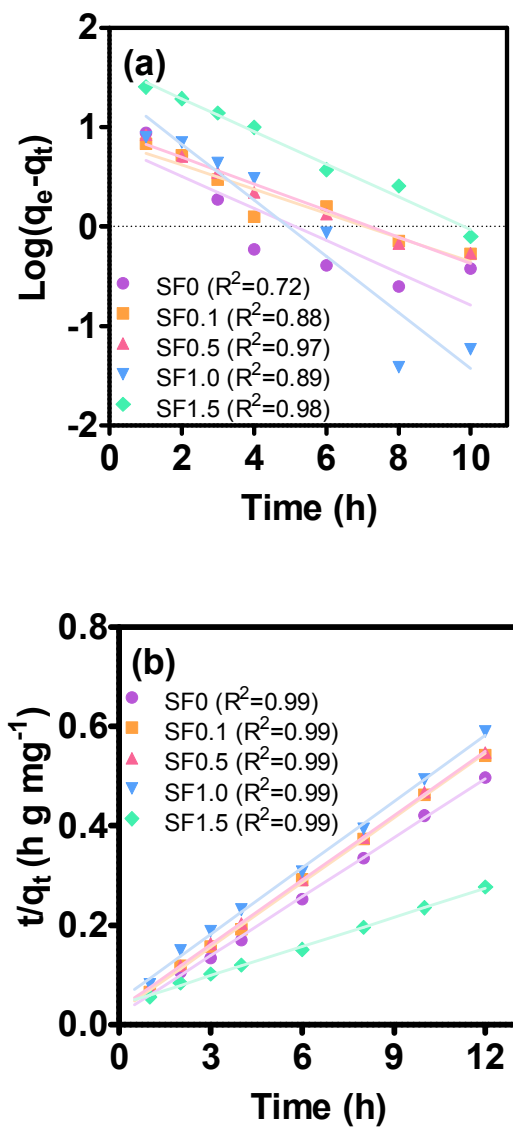 (a)
2
1
0
-1
-2
Log(qe-qt)
SF0 (R²=0.72)
SF0.1 (R²=0.88)
SF0.5 (R²=0.97)
SF1.0 (R²=0.89)
SF1.5 (R²=0.98)
2 4 6 8 10
Time (h)
(b)
0.8
0.6
0.4
0.2
0.0
t/qt (h g mg⁻¹)
SF0 (R²=0.99)
SF0.1 (R²=0.99)
SF0.5 (R²=0.99)
SF1.0 (R²=0.99)
SF1.5 (R²=0.99)
0 3 6 9 12
Time (h)